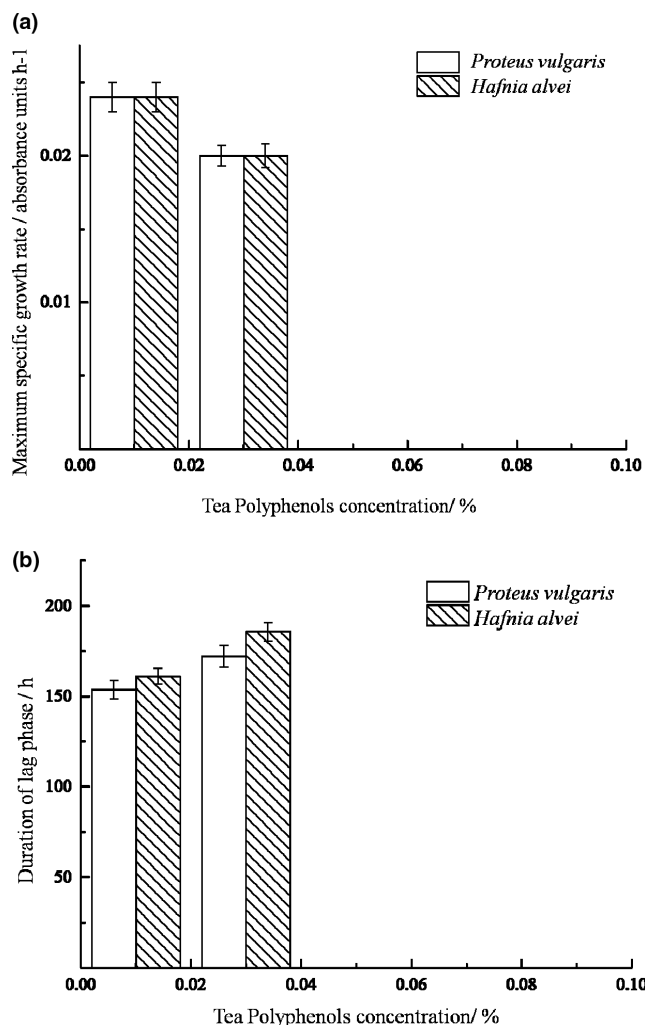 (a)
Proteus vulgaris
Hafnia alvei
Maximum specific growth rate / absorbance units h-1
0.02
0.01
0.00 0.02 0.04 0.06 0.08 0.10
Tea Polyphenols concentration/ %
(b)
Proteus vulgaris
Hafnia alvei
Duration of lag phase / h
200
150
100
50
0.00 0.02 0.04 0.06 0.08 0.10
Tea Polyphenols concentration/ %